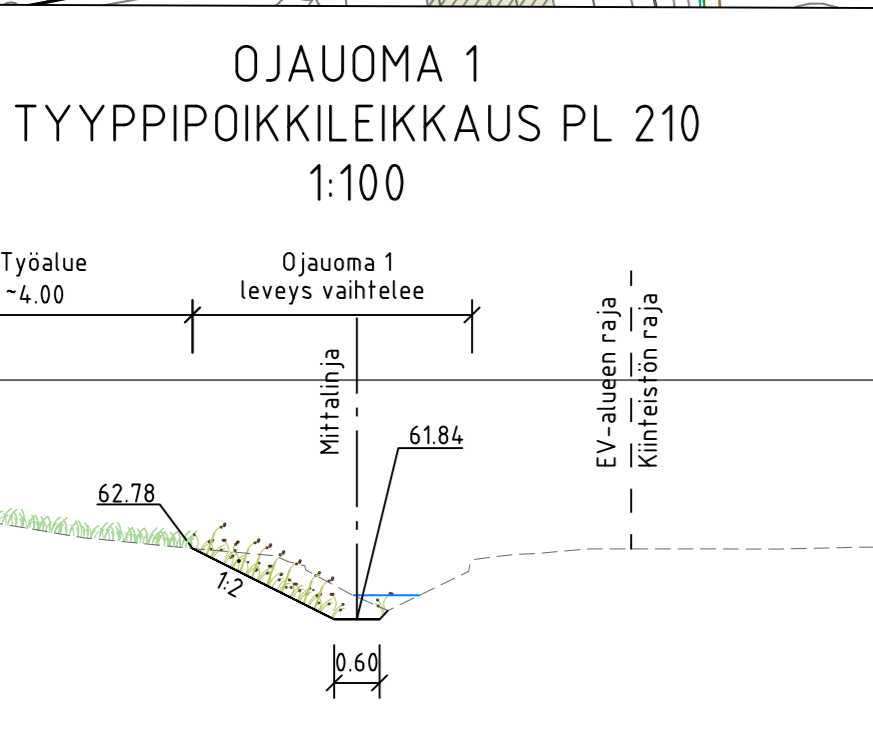 OJAUOMA 1
TYYPPIPOIKKILEIKKAUS PL 210
1:100
Työalue
~4.00
Ojauoma 1
leveys vaihtelee
Mittalinja
EV-alueen raja
Kiinteistön raja
61.84
62.78
1:2
0.60